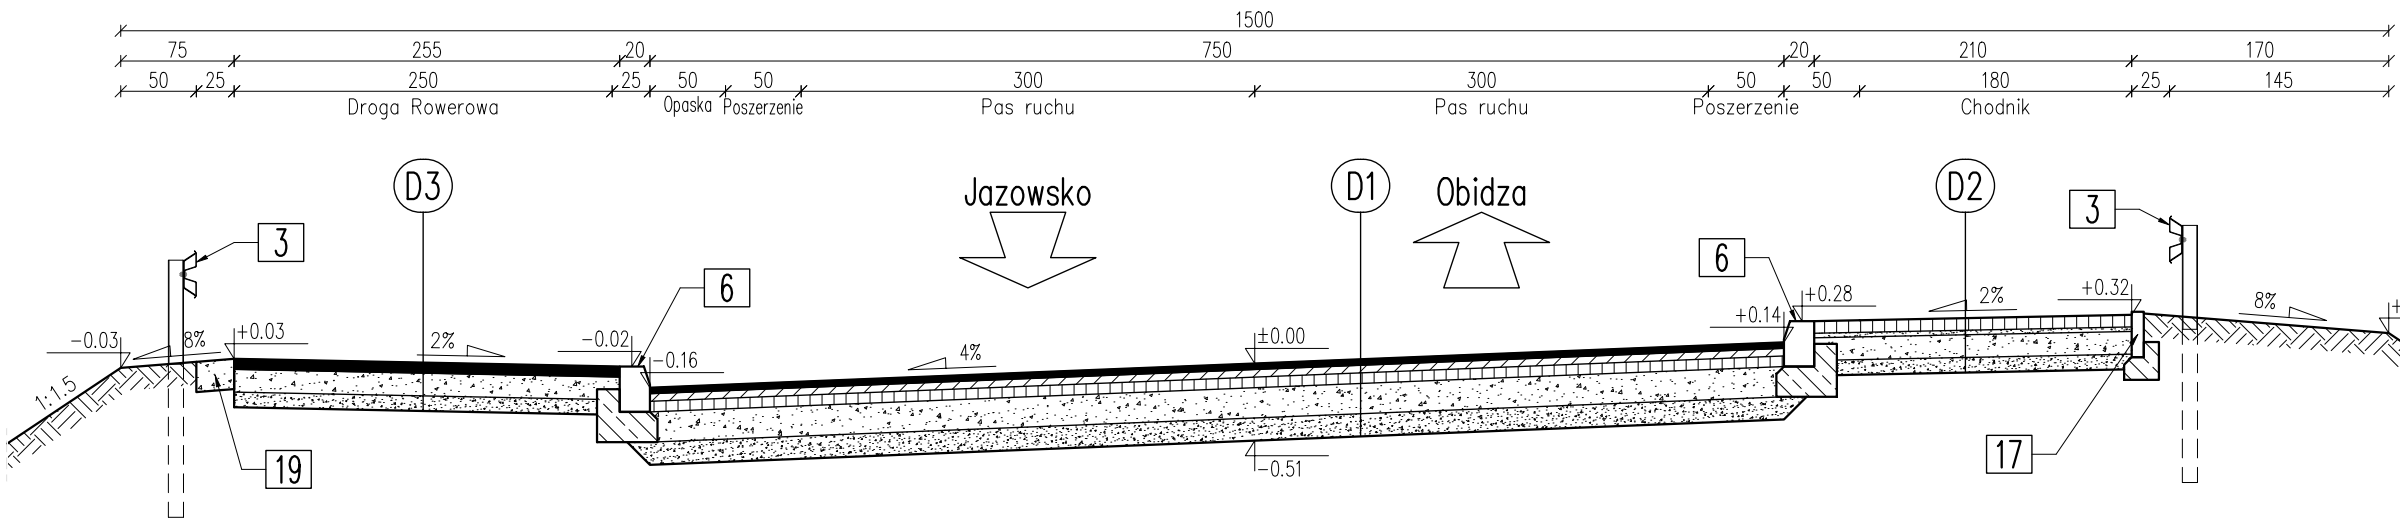 1500
75 255 20 750 20 210 170
50 25 250 25 50 50 300 300 50 50 180 25 145
Droga Rowerowa Opaska Poszerzenie Pas ruchu Pas ruchu Poszerzenie Chodnik
D3 Jazowsko D1 Obidza D2
3 3
6 6
+0.28 2% +0.32 8%
-0.03 8% +0.03 2% -0.02 +0.14
-0.16 4% ±0.00
1:1.5
19 17
-0.51